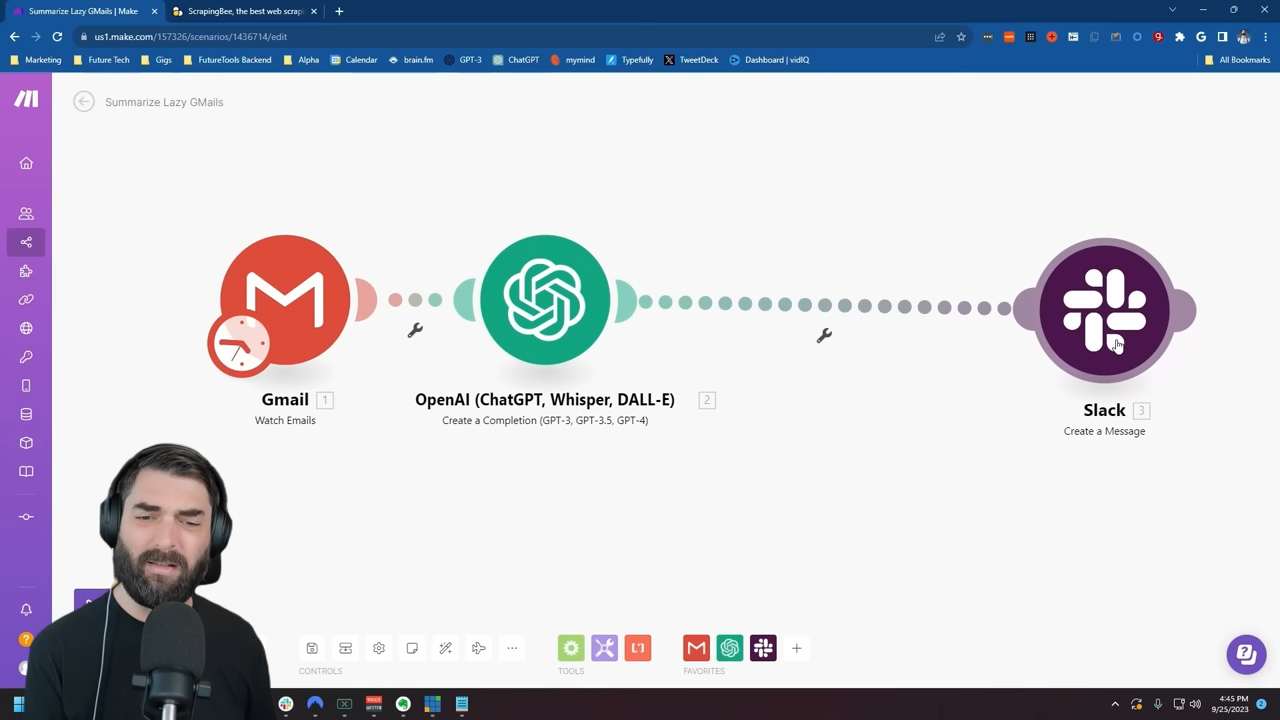 Summarize Lazy GMails | Make
ScrapingBee, the best web scrap
us1.make.com/157326/scenarios/1436714/edit
Marketing
Future Tech
Gigs
FutureTools Backend
Alpha
Calendar
brain.fm
GPT-3
ChatGPT
mymind
Typefully
TweetDeck
Dashboard | vidIQ
All Bookmarks
Summarize Lazy GMails
Gmail 1
Watch Emails
OpenAI (ChatGPT, Whisper, DALL-E) 2
Create a Completion (GPT-3, GPT-3.5, GPT-4)
Slack 3
Create a Message
CONTROLS
TOOLS
FAVORITES
4:45 PM
9/25/2023
2